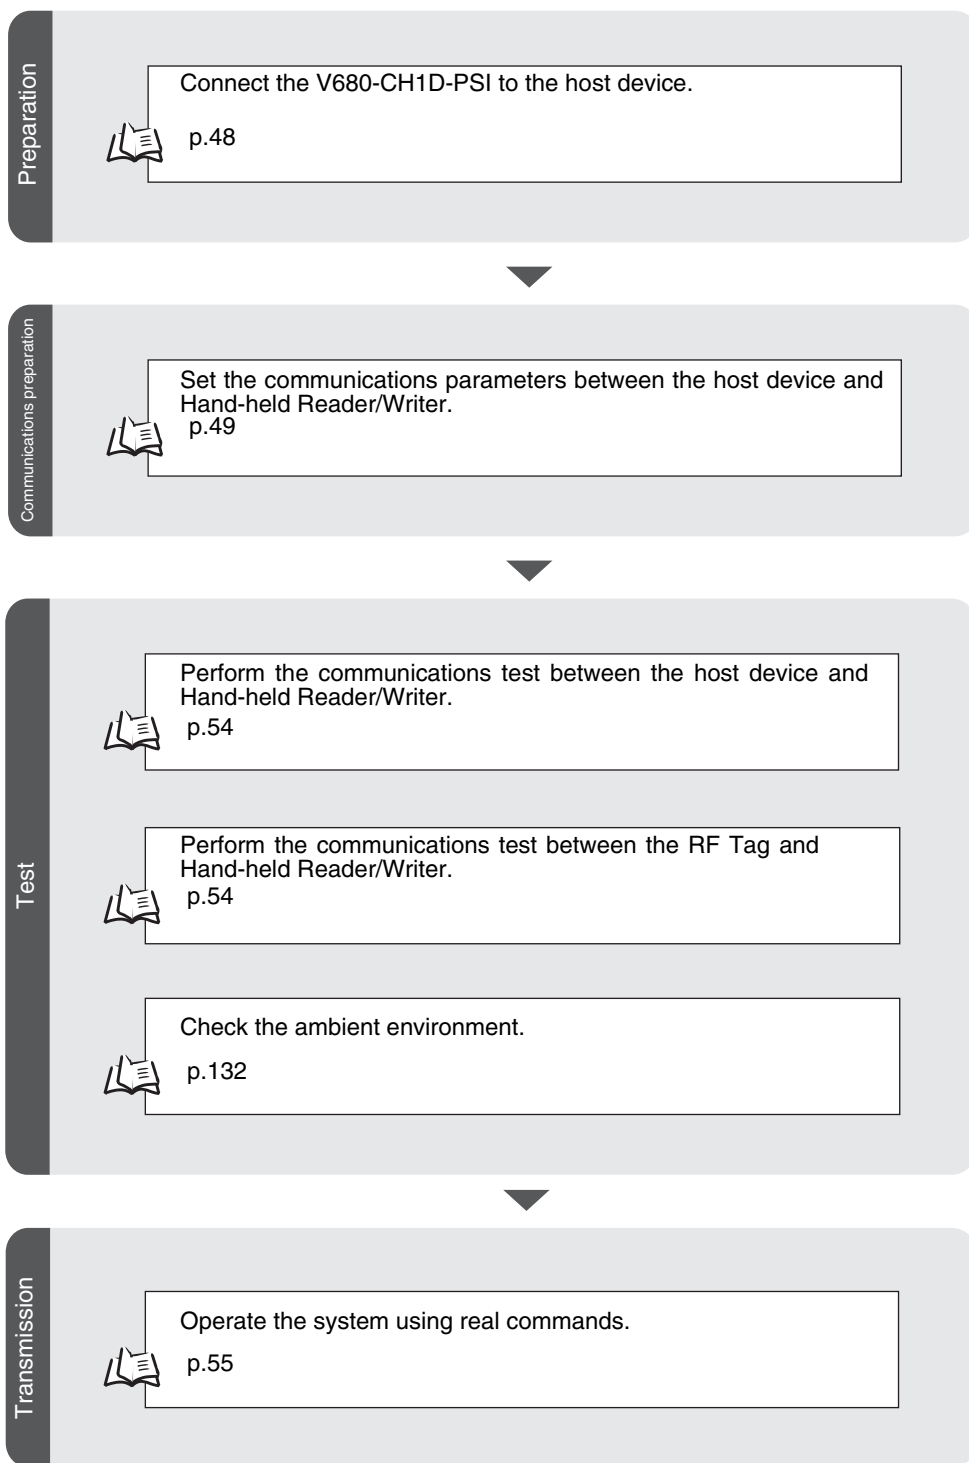 Preparation
Connect the V680-CH1D-PSI to the host device.
p.48
Communications preparation
Set the communications parameters between the host device and
Hand-held Reader/Writer.
p.49
Test
Perform the communications test between the host device and
Hand-held Reader/Writer.
p.54
Perform the communications test between the RF Tag and
Hand-held Reader/Writer.
p.54
Check the ambient environment.
p.132
Transmission
Operate the system using real commands.
p.55